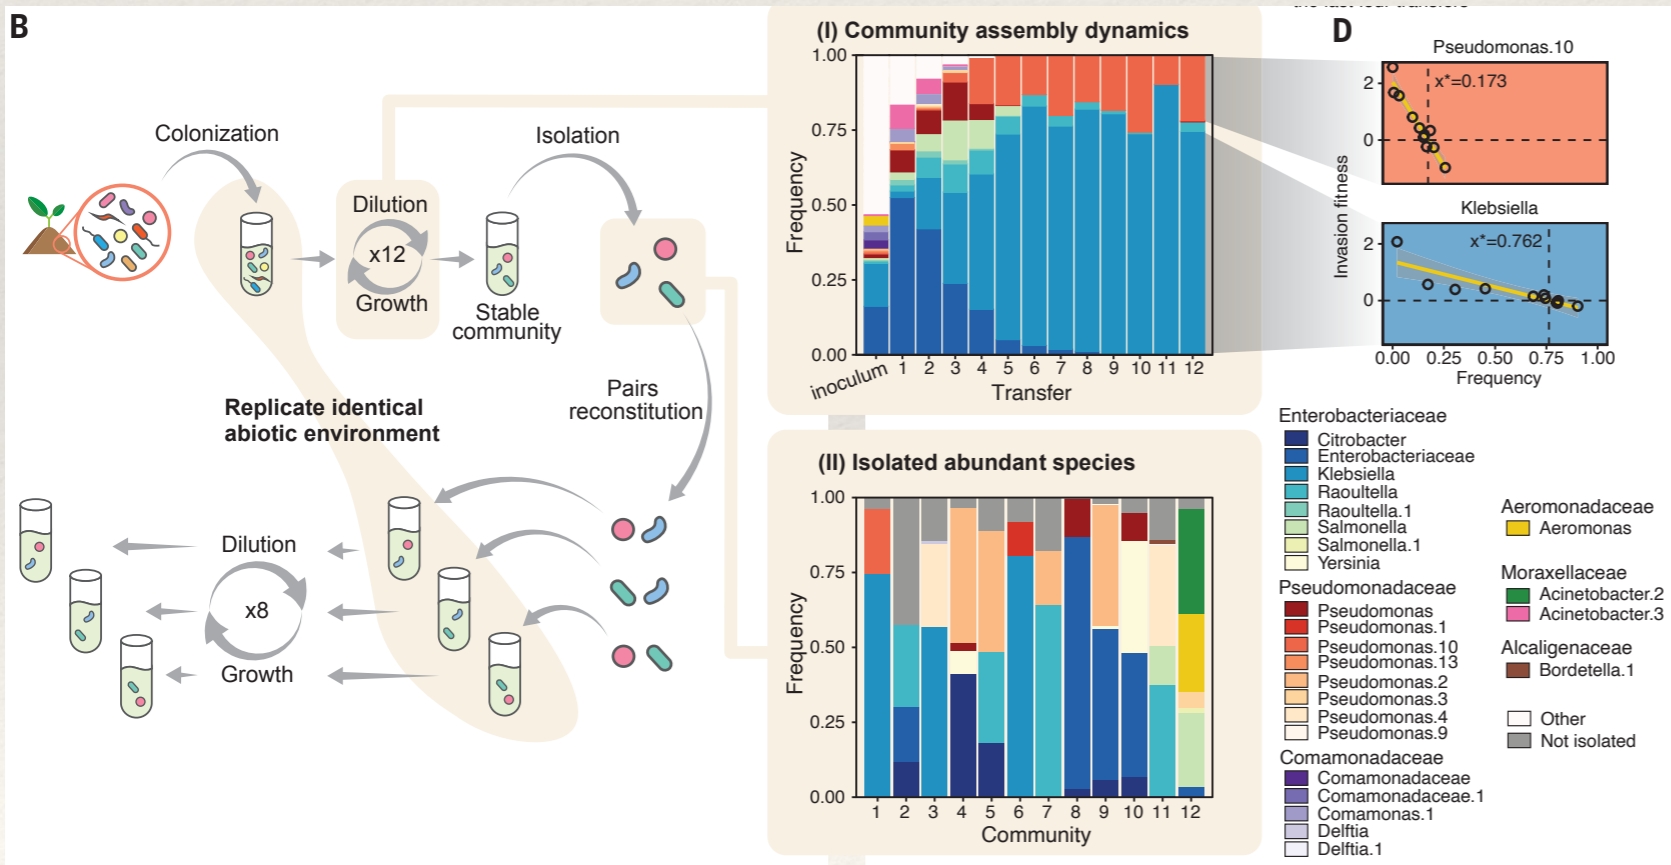 B
Colonization
Isolation
Dilution
x12
Growth
Stable
community
Pairs
reconstitution
Replicate identical
abiotic environment
Dilution
x8
Growth
(I) Community assembly dynamics
Frequency
1.00
0.75
0.50
0.25
0.00
inoculum 1 2 3 4 5 6 7 8 9 10 11 12
Transfer
(II) Isolated abundant species
Frequency
1.00
0.75
0.50
0.25
0.00
1 2 3 4 5 6 7 8 9 10 11 12
Community
D
Pseudomonas.10
x*=0.173
2
0
Invasion fitness
Klebsiella
x*=0.762
2
0
0.00 0.25 0.50 0.75 1.00
Frequency
Enterobacteriaceae
Citrobacter
Enterobacteriaceae
Klebsiella
Raoultella
Raoultella.1
Salmonella
Salmonella.1
Yersinia
Pseudomonadaceae
Pseudomonas
Pseudomonas.1
Pseudomonas.10
Pseudomonas.13
Pseudomonas.2
Pseudomonas.3
Pseudomonas.4
Pseudomonas.9
Comamonadaceae
Comamonadaceae
Comamonadaceae.1
Comamonas.1
Delftia
Delftia.1
Aeromonadaceae
Aeromonas
Moraxellaceae
Acinetobacter.2
Acinetobacter.3
Alcaligenaceae
Bordetella.1
Other
Not isolated